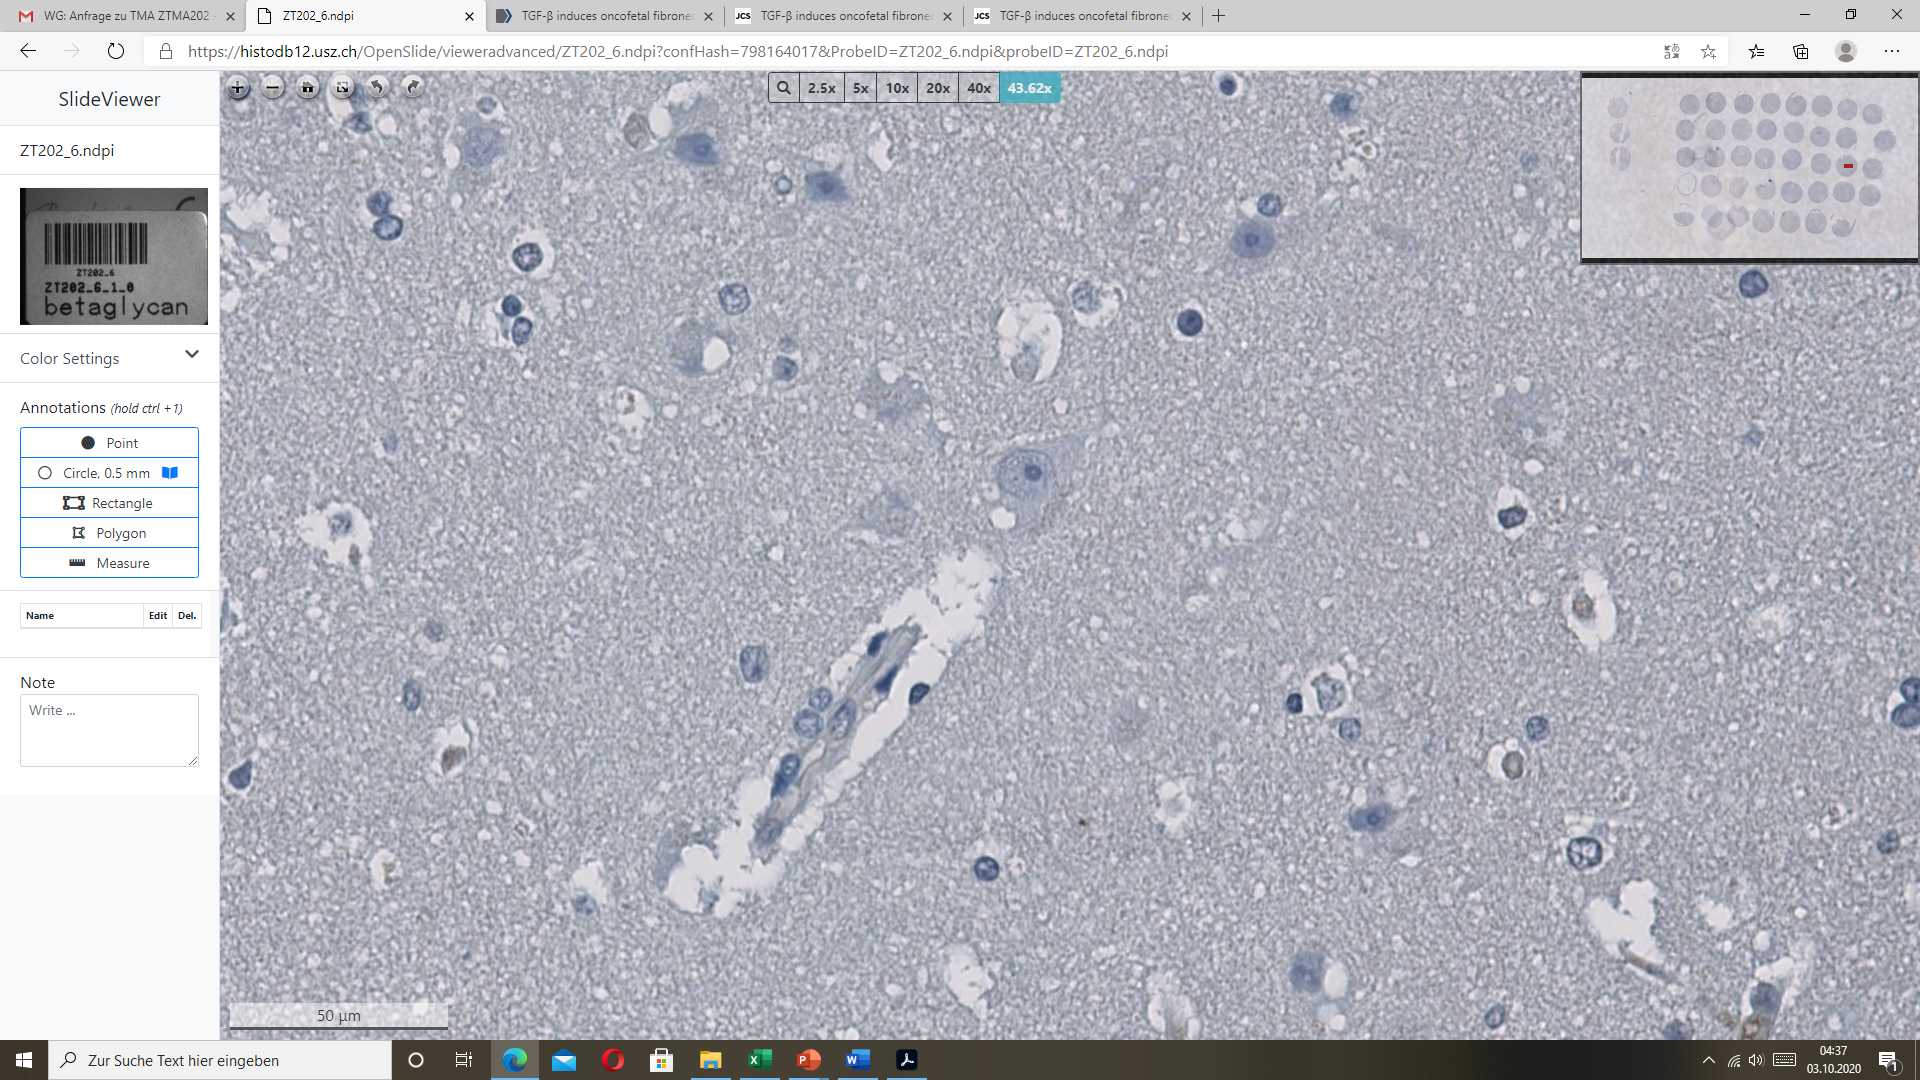 WG: Anfrage zu TMA ZTMA202
ZT202_6.ndpi
TGF-β induces oncofetal fibrone
JCS TGF-β induces oncofetal fibrone
JCS TGF-β induces oncofetal fibrone
https://histodb12.usz.ch/OpenSlide/vieweradvanced/ZT202_6.ndpi?confHash=798164017&ProbeID=ZT202_6.ndpi&probeID=ZT202_6.ndpi
SlideViewer
2.5x 5x 10x 20x 40x 43.62x
ZT202_6.ndpi
ZT202_6
ZT202_6_1_0
betaglycan
Color Settings
Annotations (hold ctrl +1)
Point
Circle, 0.5 mm
Rectangle
Polygon
Measure
Name Edit Del.
Note
Write ...
50 µm
Zur Suche Text hier eingeben
04:37
03.10.2020
1